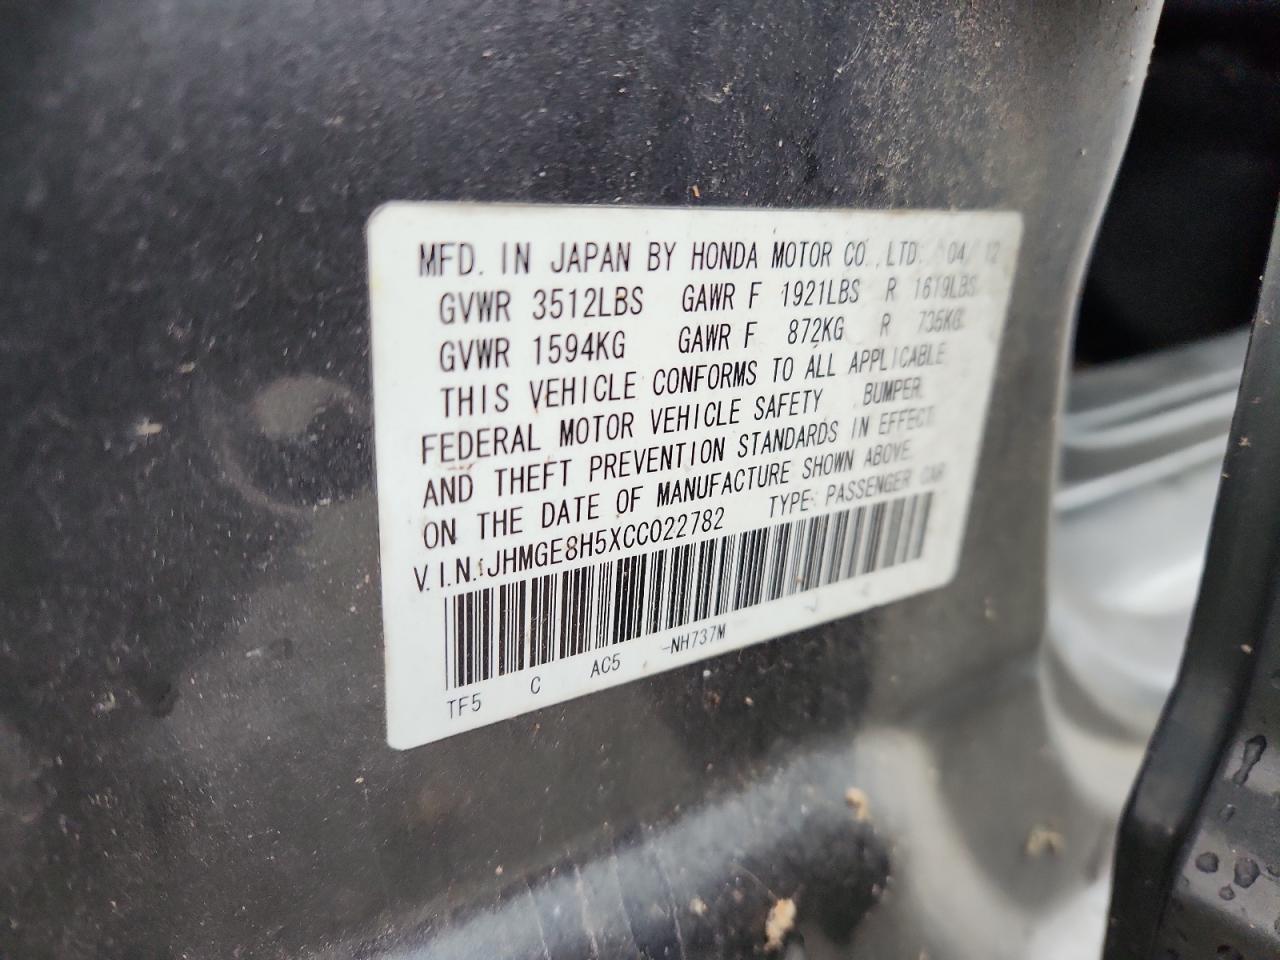 MFD. IN JAPAN BY HONDA MOTOR CO.,LTD. 04/12
GVWR 3512LBS GAWR F 1921LBS R 1619LBS
GVWR 1594KG GAWR F 872KG R 735KG
THIS VEHICLE CONFORMS TO ALL APPLICABLE
FEDERAL MOTOR VEHICLE SAFETY, BUMPER,
AND THEFT PREVENTION STANDARDS IN EFFECT
ON THE DATE OF MANUFACTURE SHOWN ABOVE.
V.I.N.:JHMGE8H5XCC022782 TYPE: PASSENGER CAR
TF5 C AC5 -NH737M